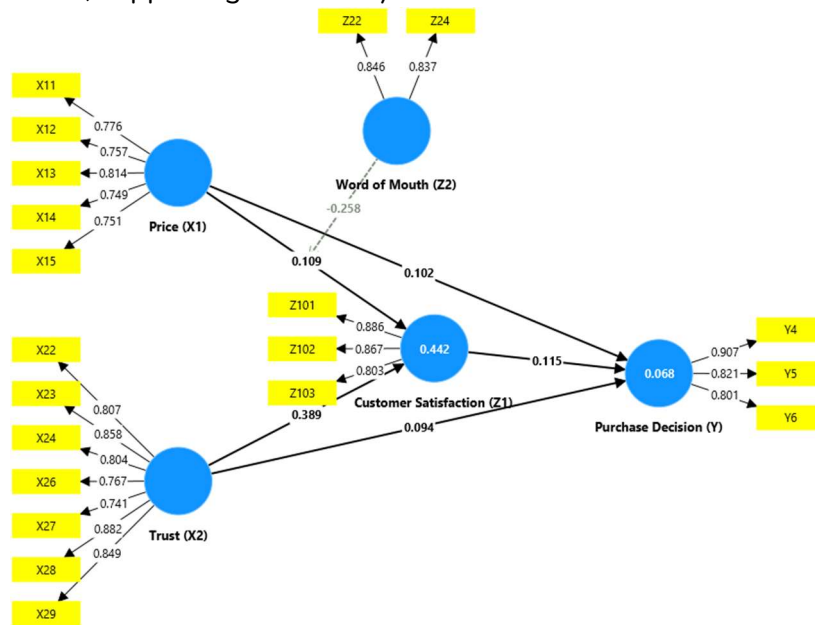 Z22
Z24
0.846
0.837
X11
X12
X13
X14
X15
0.776
0.757
0.814
0.749
0.751
Price (X1)
Word of Mouth (Z2)
-0.258
0.109
0.102
Z101
Z102
Z103
0.886
0.867
0.803
0.442
Customer Satisfaction (Z1)
0.115
0.389
0.094
0.068
Purchase Decision (Y)
0.907
0.821
0.801
Y4
Y5
Y6
X22
X23
X24
X26
X27
X28
X29
0.807
0.858
0.804
0.767
0.741
0.882
0.849
Trust (X2)